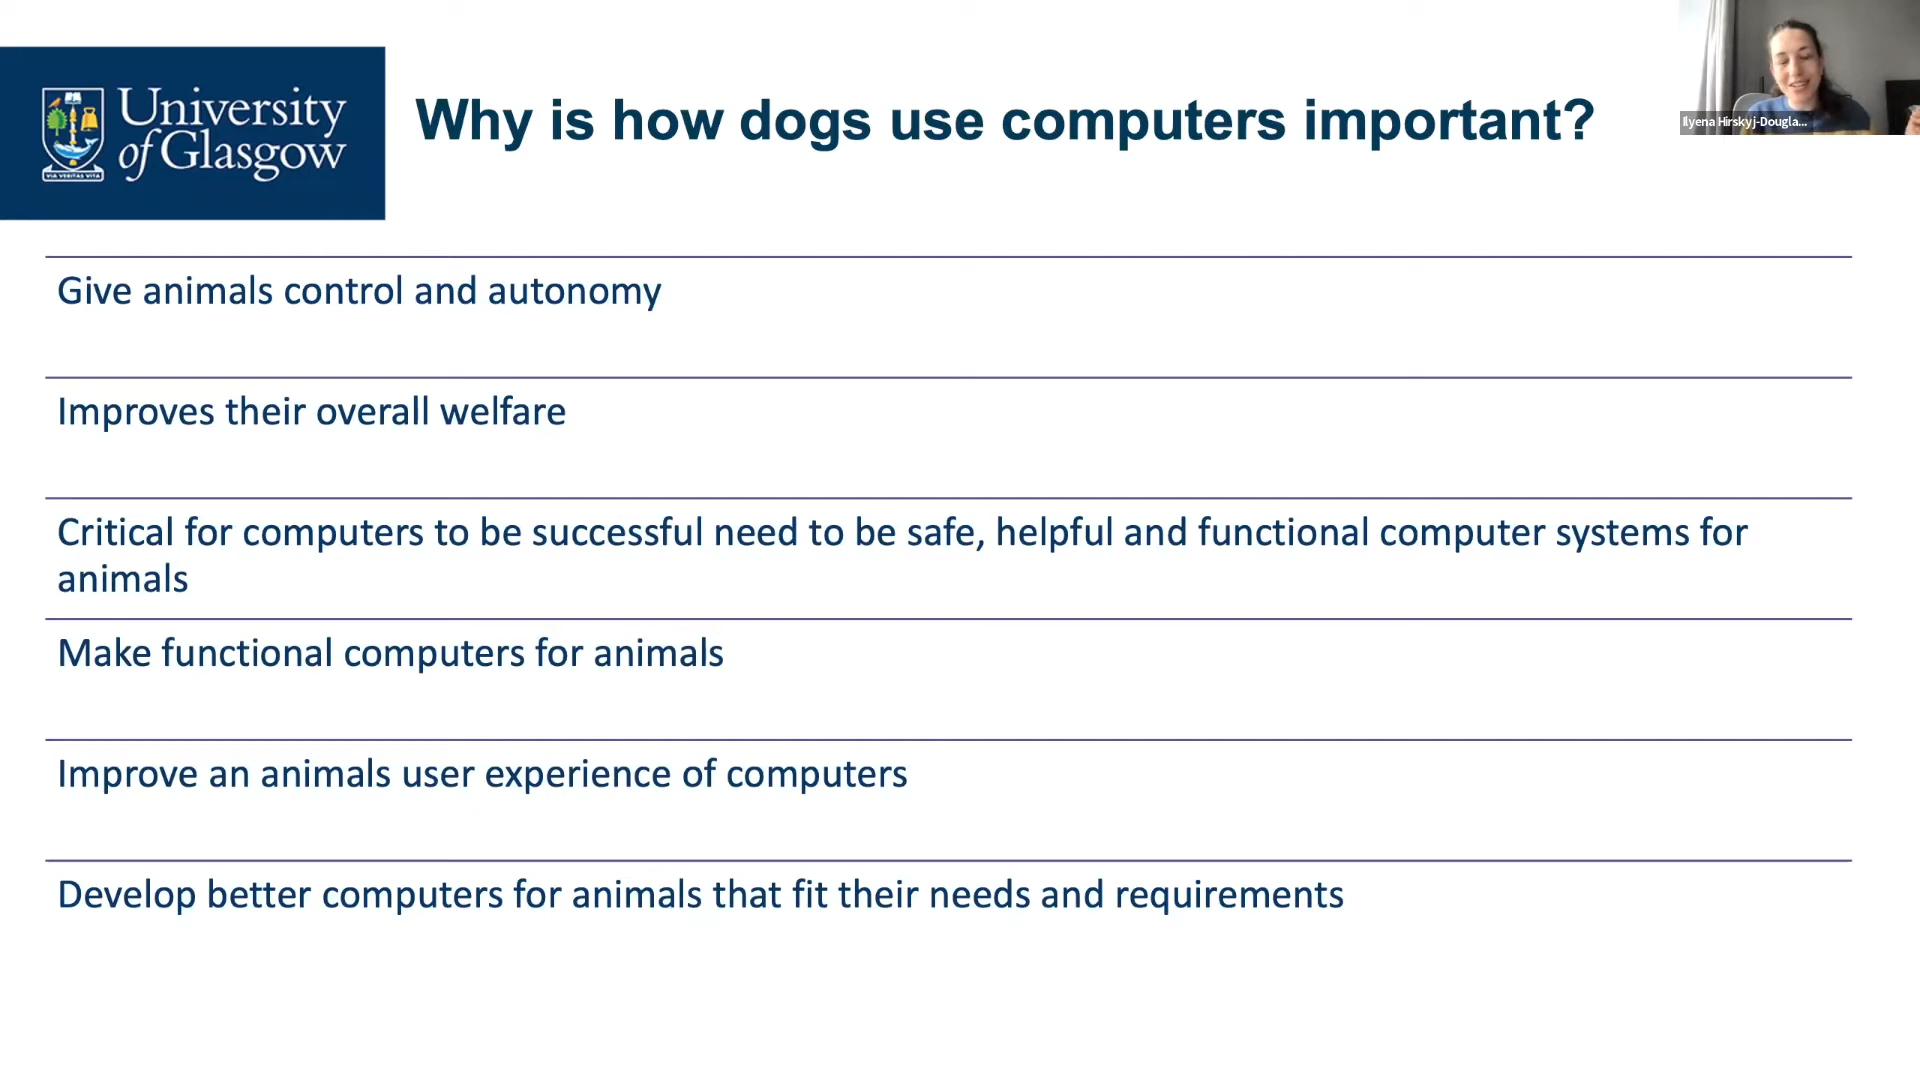 University
of Glasgow
VIA VERITAS VITA
Why is how dogs use computers important?
Ilyena Hirskyj-Dougla...
Give animals control and autonomy
Improves their overall welfare
Critical for computers to be successful need to be safe, helpful and functional computer systems for
animals
Make functional computers for animals
Improve an animals user experience of computers
Develop better computers for animals that fit their needs and requirements